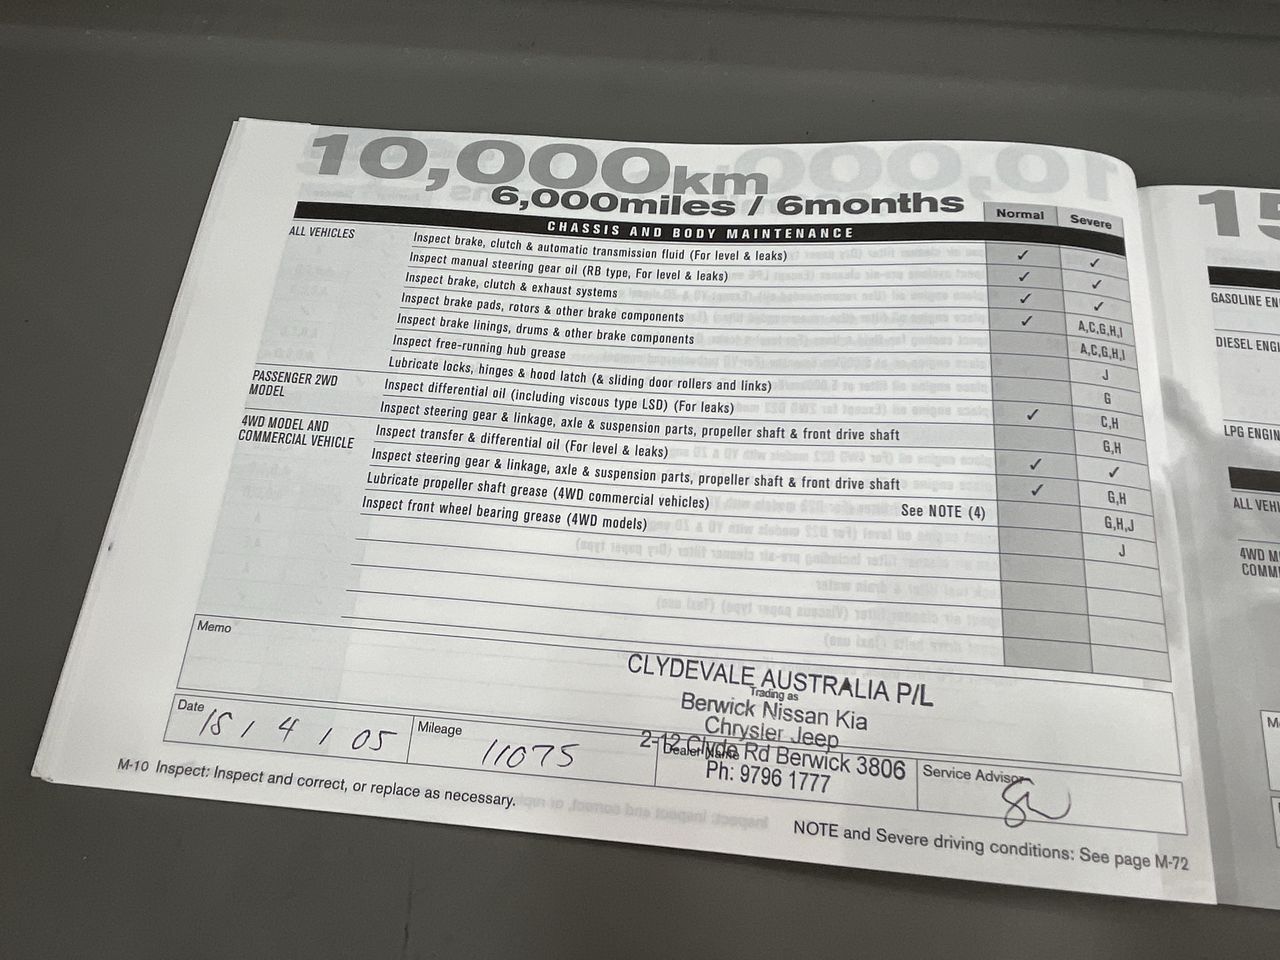 10,000km
6,000miles / 6months
Normal Severe
CHASSIS AND BODY MAINTENANCE
ALL VEHICLES
Inspect brake, clutch & automatic transmission fluid (For level & leaks) ✓ ✓
Inspect manual steering gear oil (RB type, For level & leaks) ✓ ✓
Inspect brake, clutch & exhaust systems ✓ ✓
Inspect brake pads, rotors & other brake components ✓ A,C,G,H,I
Inspect brake linings, drums & other brake components A,C,G,H,I
Inspect free-running hub grease J
Lubricate locks, hinges & hood latch (& sliding door rollers and links) G
PASSENGER 2WD
MODEL
Inspect differential oil (including viscous type LSD) (For leaks) ✓ C,H
Inspect steering gear & linkage, axle & suspension parts, propeller shaft & front drive shaft G,H
4WD MODEL AND
COMMERCIAL VEHICLE
Inspect transfer & differential oil (For level & leaks) ✓ ✓
Inspect steering gear & linkage, axle & suspension parts, propeller shaft & front drive shaft ✓ G,H
Lubricate propeller shaft grease (4WD commercial vehicles) See NOTE (4) G,H,J
Inspect front wheel bearing grease (4WD models) J
Memo
CLYDEVALE AUSTRALIA P/L
Trading as
Berwick Nissan Kia
Chrysler Jeep
2-12 Clyde Rd Berwick 3806
Ph: 9796 1777
Date 15 / 4 / 05
Mileage 11075
Dealer Name
Service Advisor
M-10 Inspect: Inspect and correct, or replace as necessary.
NOTE and Severe driving conditions: See page M-72
15
GASOLINE EN
DIESEL ENGI
LPG ENGIN
ALL VEHI
4WD M
COMM